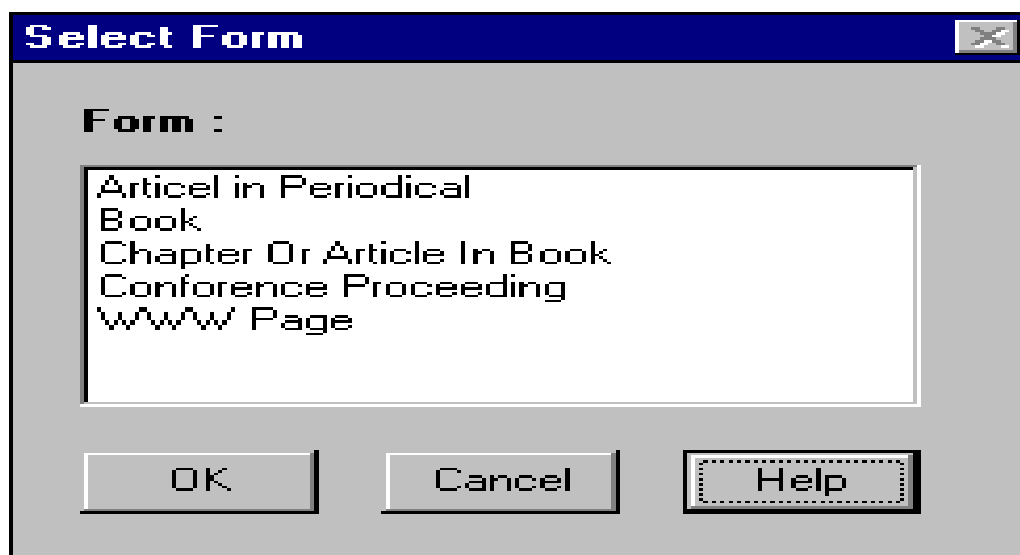 Select Form
Form :
Articel in Periodical
Book
Chapter Or Article In Book
Conforence Proceeding
WWW Page
OK Cancel Help